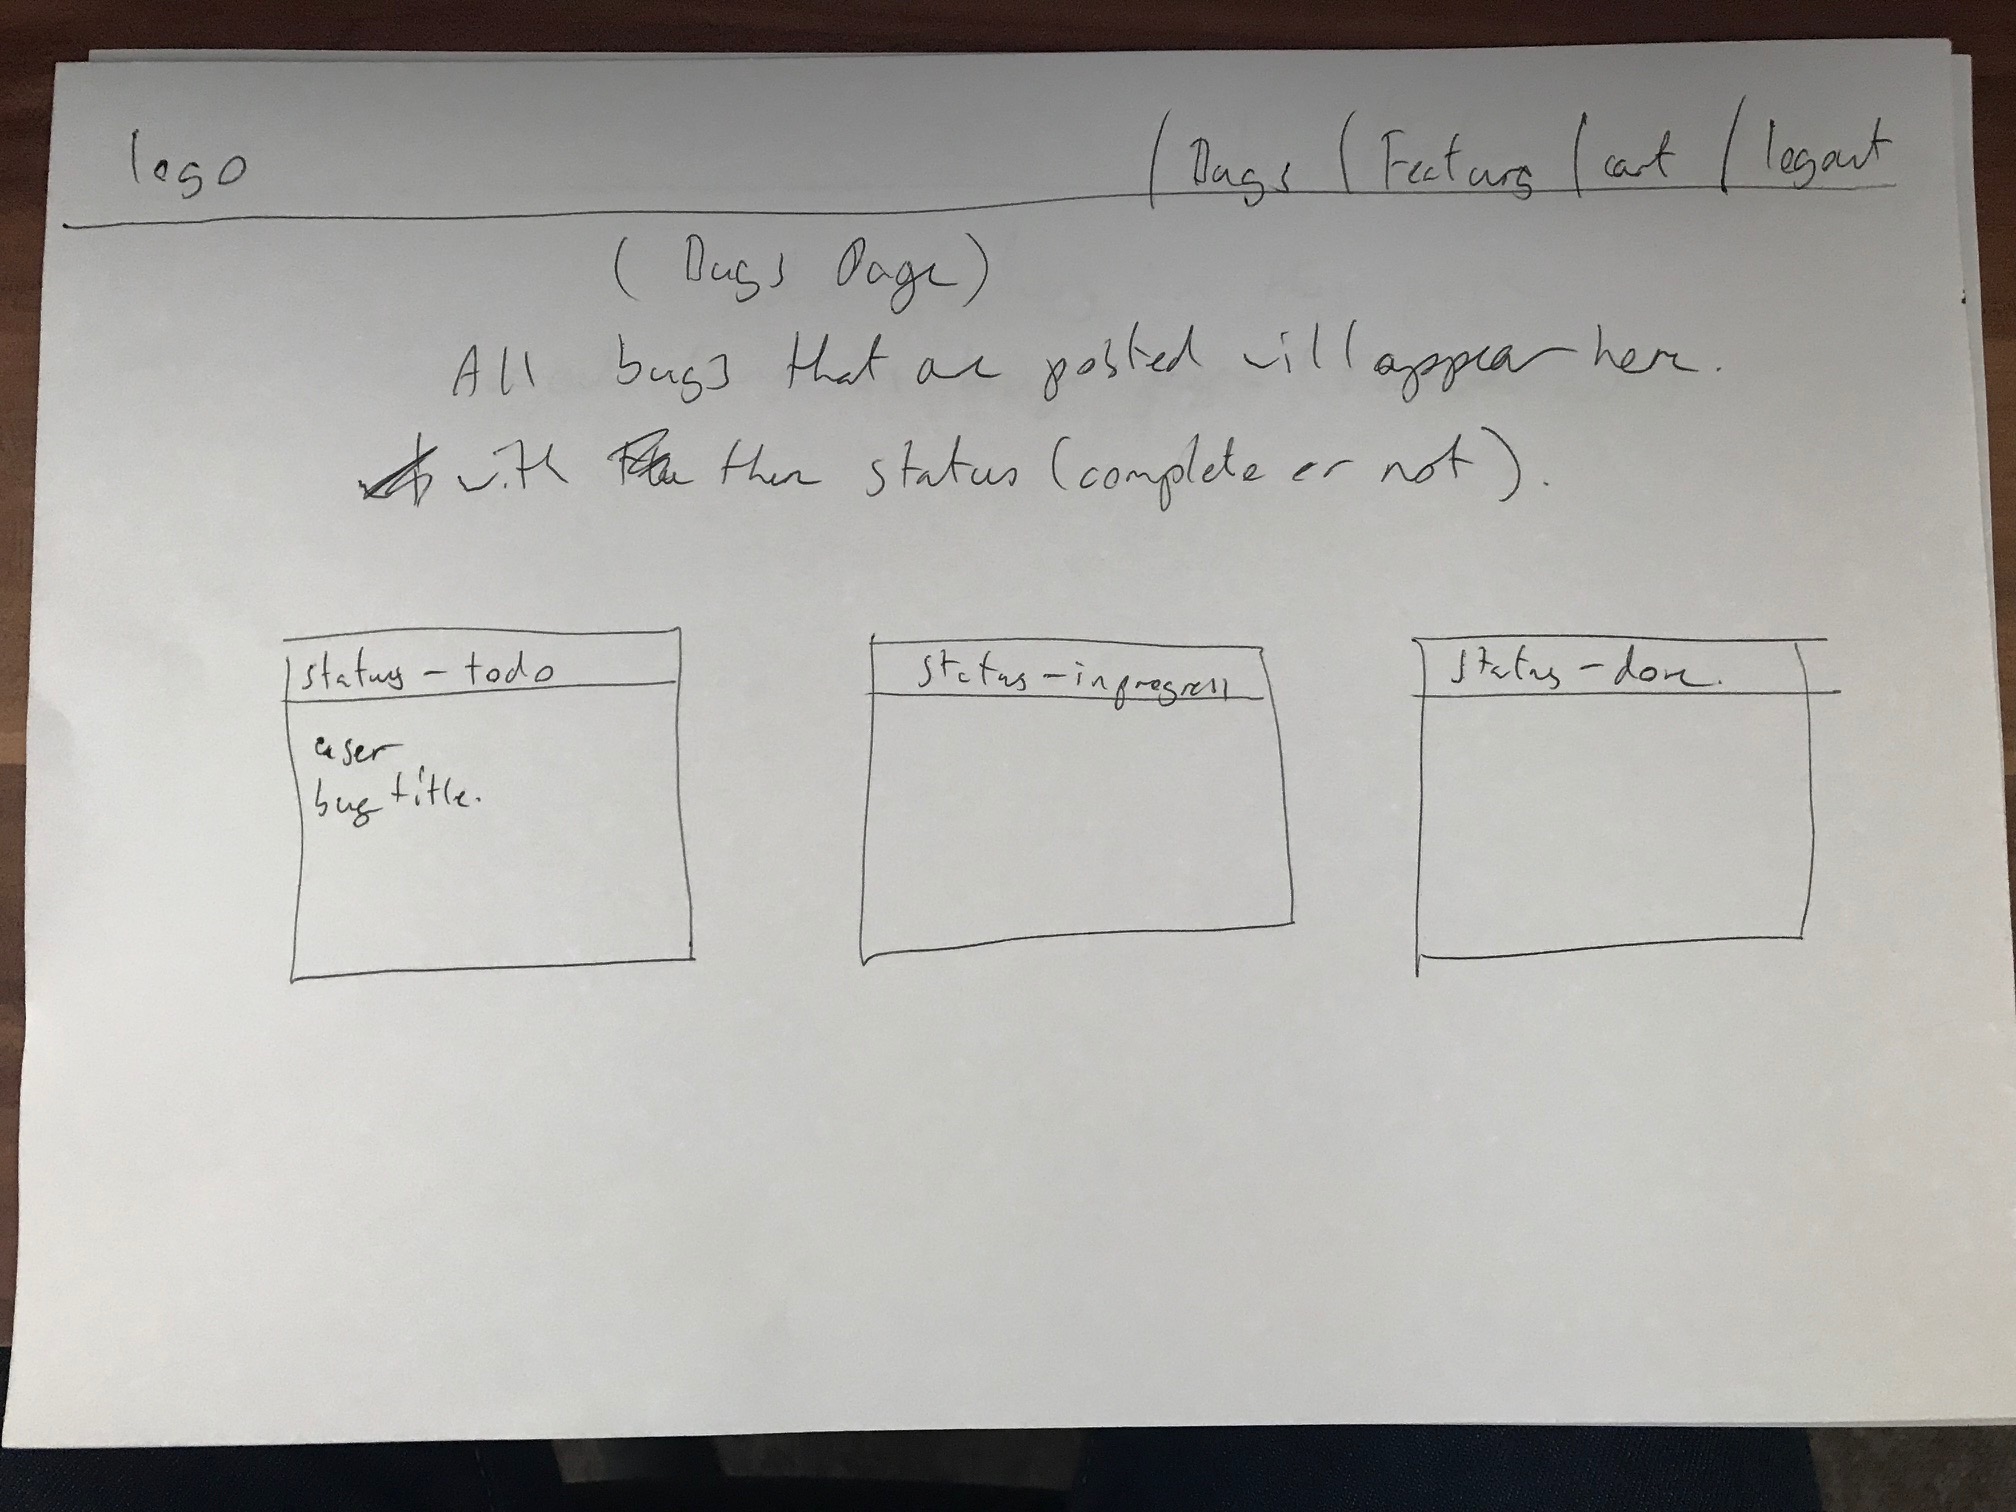 logo
Bugs Features cart logout
(Bugs Page)
All bugs that are posted will appear here.
with their status (complete or not).
status - todo
user
bug title.
status - inprogress
status - done.